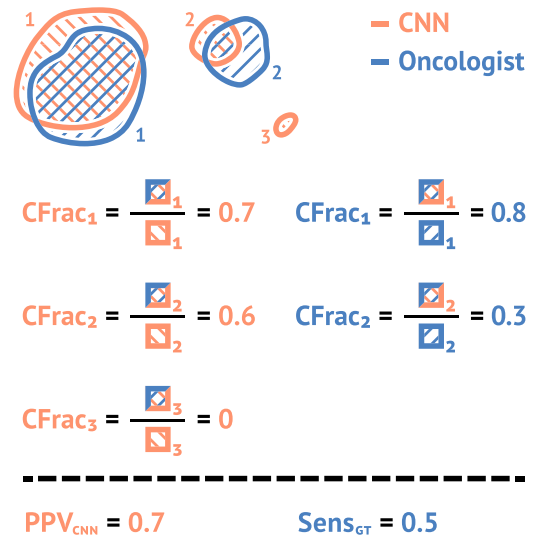 1
2
CNN
Oncologist
2
1
3
CFrac₁ = 1 / 1 = 0.7
CFrac₁ = 1 / 1 = 0.8
CFrac₂ = 2 / 2 = 0.6
CFrac₂ = 2 / 2 = 0.3
CFrac₃ = 3 / 3 = 0
PPV_CNN = 0.7
Sens_GT = 0.5